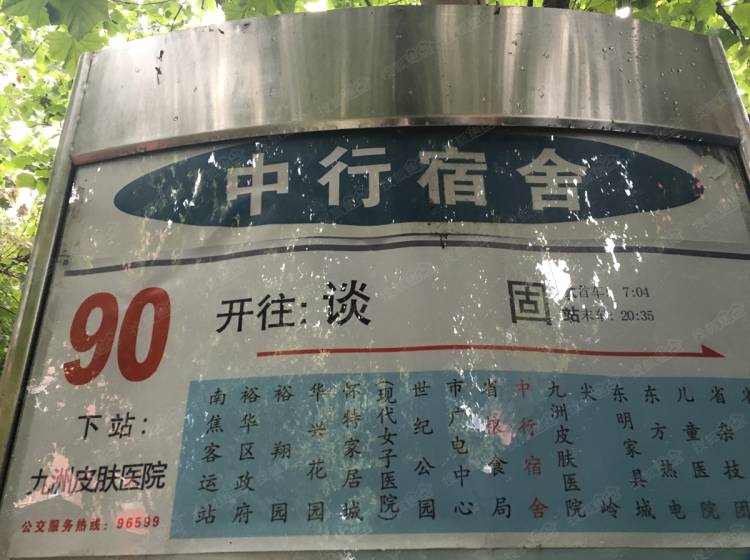 中行宿舍
90
开往: 谈 固
首车: 7:04
站末车: 20:35
下站:
九洲皮肤医院
公交服务热线: 96599
南焦客运站
裕华区政府
裕翔园
华兴花园
怀特家居城
(现代女子医院)
世纪公园
市广电中心
省粮食局
中行宿舍
九洲皮肤医院
尖岭
东明家具城
东方热电
儿童医院
省杂技团
省